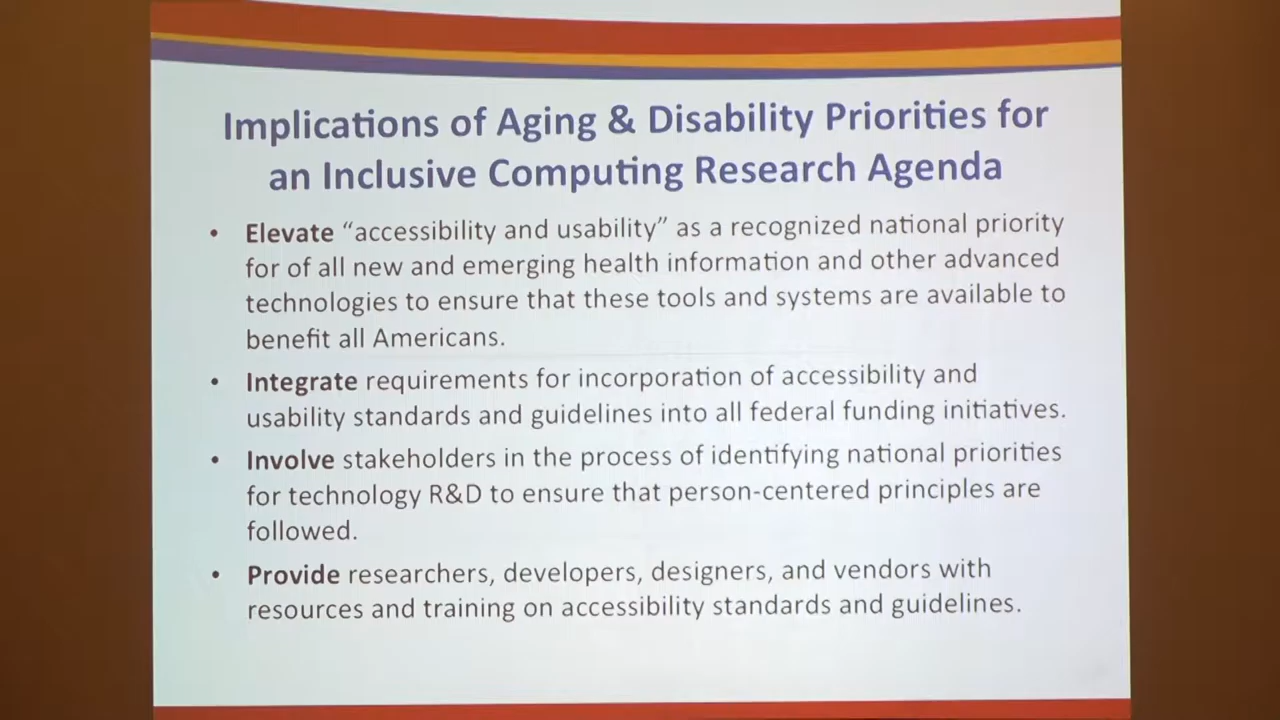 Implications of Aging & Disability Priorities for
an Inclusive Computing Research Agenda
• Elevate “accessibility and usability” as a recognized national priority
for of all new and emerging health information and other advanced
technologies to ensure that these tools and systems are available to
benefit all Americans.
• Integrate requirements for incorporation of accessibility and
usability standards and guidelines into all federal funding initiatives.
• Involve stakeholders in the process of identifying national priorities
for technology R&D to ensure that person-centered principles are
followed.
• Provide researchers, developers, designers, and vendors with
resources and training on accessibility standards and guidelines.